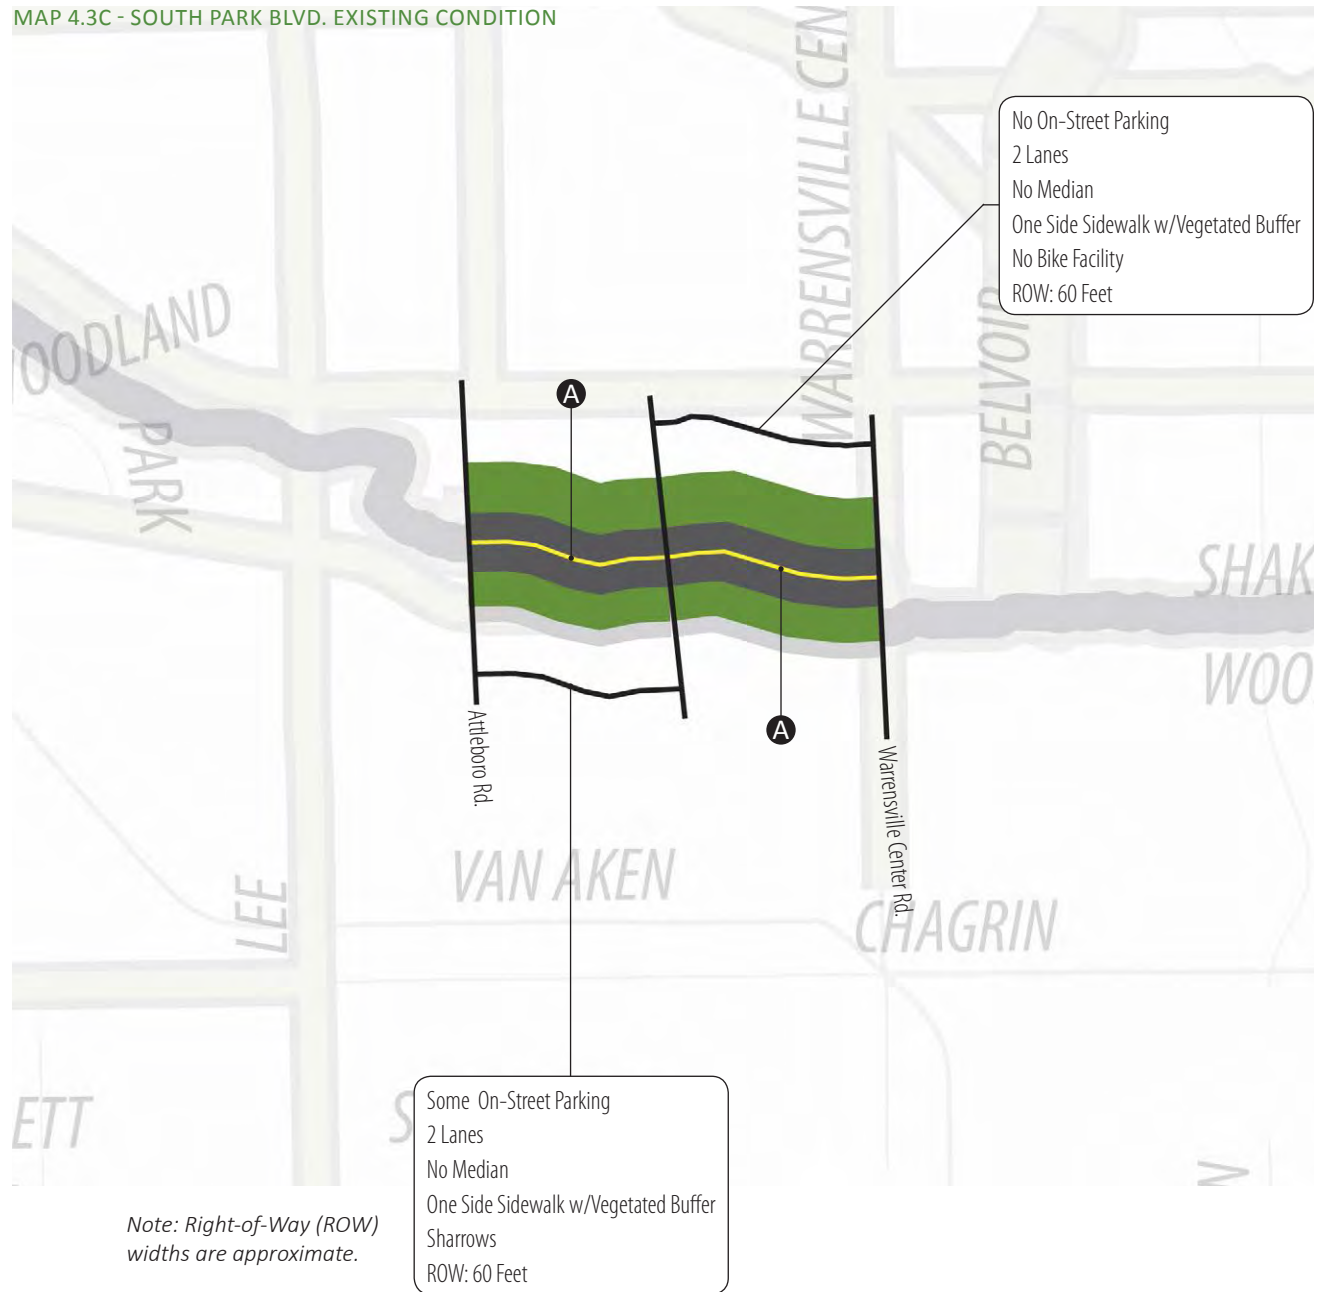 MAP 4.3C - SOUTH PARK BLVD. EXISTING CONDITION
WARRENSVILLE CEN
No On-Street Parking
2 Lanes
No Median
One Side Sidewalk w/Vegetated Buffer
No Bike Facility
ROW: 60 Feet
OODLAND
PARK
BELVOIR
A
SHAK
WOO
A
Attleboro Rd.
Warrensville Center Rd.
VAN AKEN
LEE
CHAGRIN
ETT
S
Some On-Street Parking
2 Lanes
No Median
One Side Sidewalk w/Vegetated Buffer
Sharrows
ROW: 60 Feet
Note: Right-of-Way (ROW)
widths are approximate.